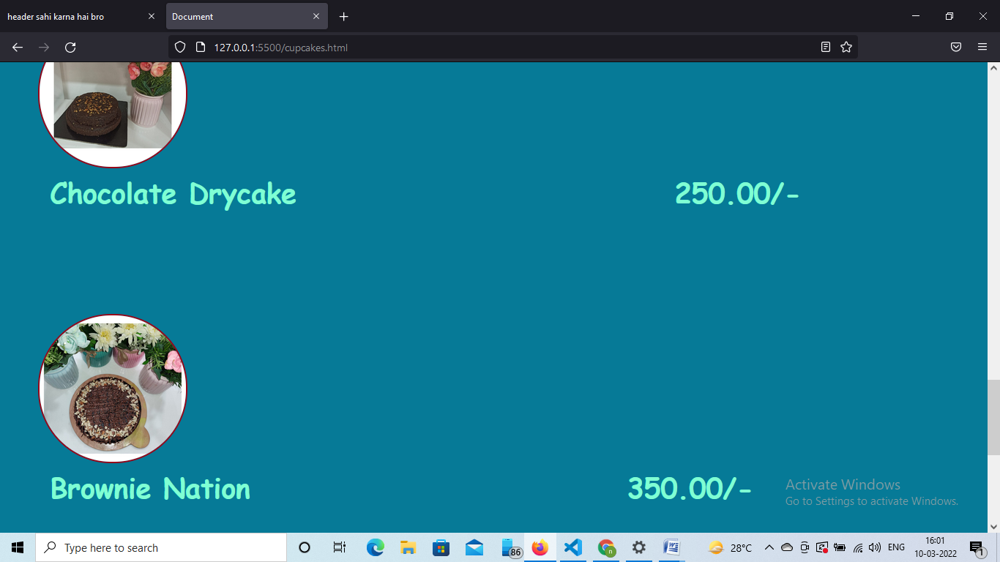 header sahi karna hai bro
Document
127.0.0.1:5500/cupcakes.html
Chocolate Drycake 250.00/-
Brownie Nation 350.00/-
Activate Windows
Go to Settings to activate Windows.
Type here to search
86
n
W
28°C
ENG
16:01
10-03-2022
1